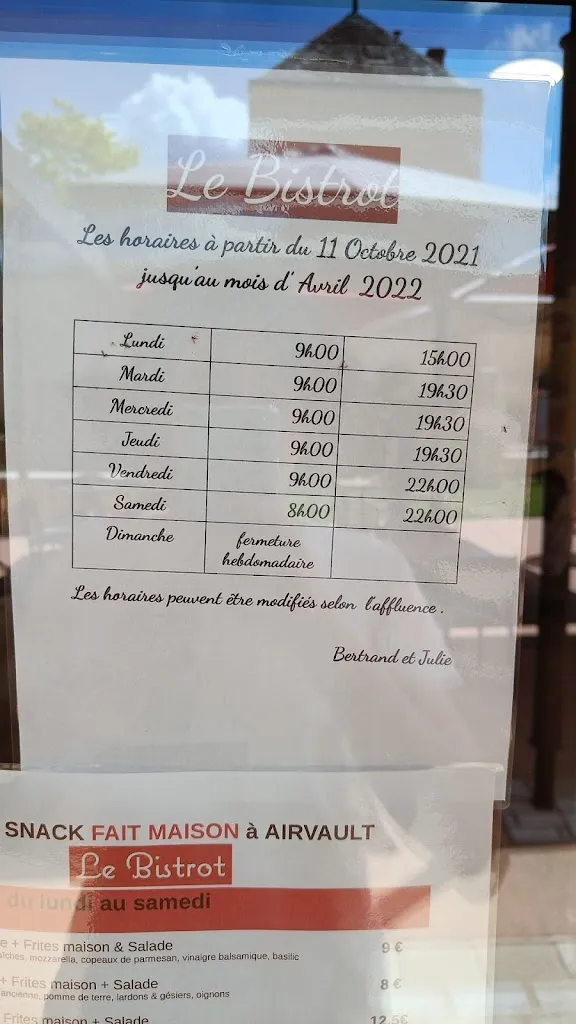 Le Bistrot
Les horaires à partir du 11 Octobre 2021
jusqu'au mois d' Avril 2022
Lundi 9h00 15h00
Mardi 9h00 19h30
Mercredi 9h00 19h30
Jeudi 9h00 19h30
Vendredi 9h00 22h00
Samedi 8h00 22h00
Dimanche fermeture
hebdomadaire
Les horaires peuvent être modifiés selon l'affluence .
Bertrand et Julie
SNACK FAIT MAISON à AIRVAULT
Le Bistrot
du lundi au samedi
+ Frites maison & Salade 9 €
mozzarella, copeaux de parmesan, vinaigre balsamique, basilic
+ Frites maison + Salade 8 €
ancienne, pomme de terre, lardons & gésiers, oignons
Frites maison + Salade 12,5€